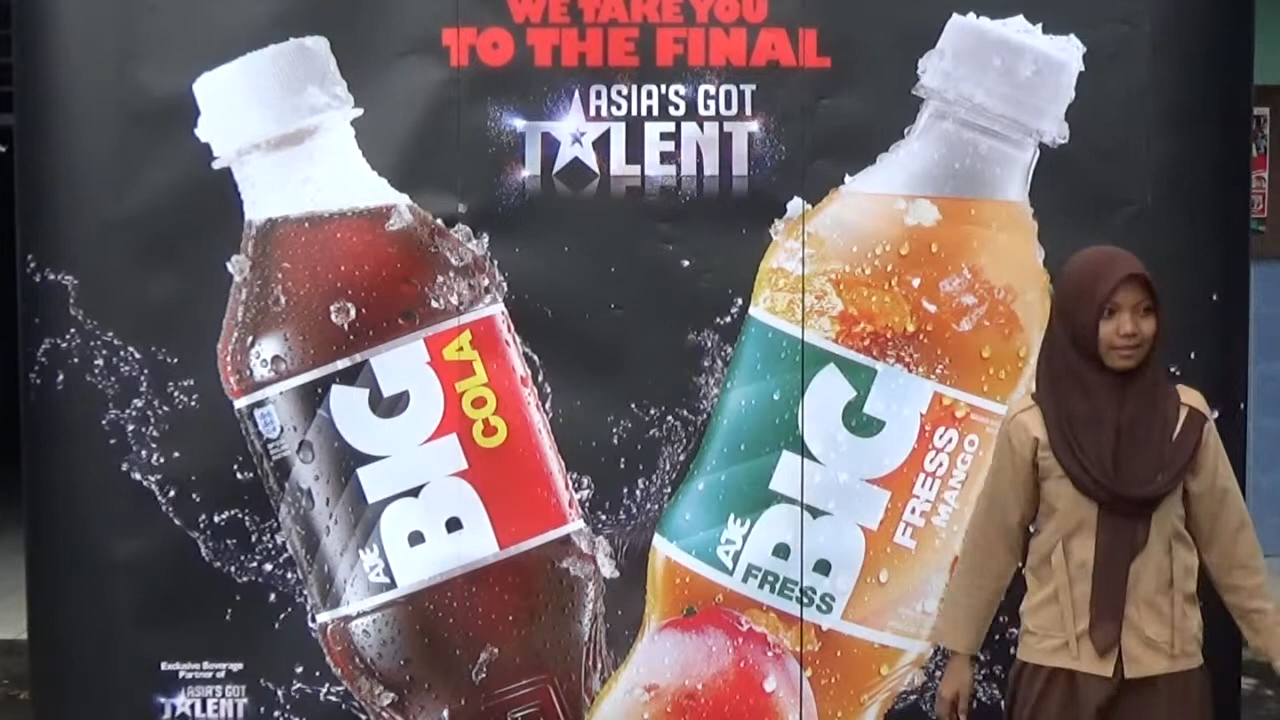 WE TAKE YOU
TO THE FINAL
ASIA'S GOT
TALENT
AJE
BIG
COLA
AJE
BIG
FRESS
FRESS
MANGO
Exclusive Beverage
Partner of
ASIA'S GOT
TALENT